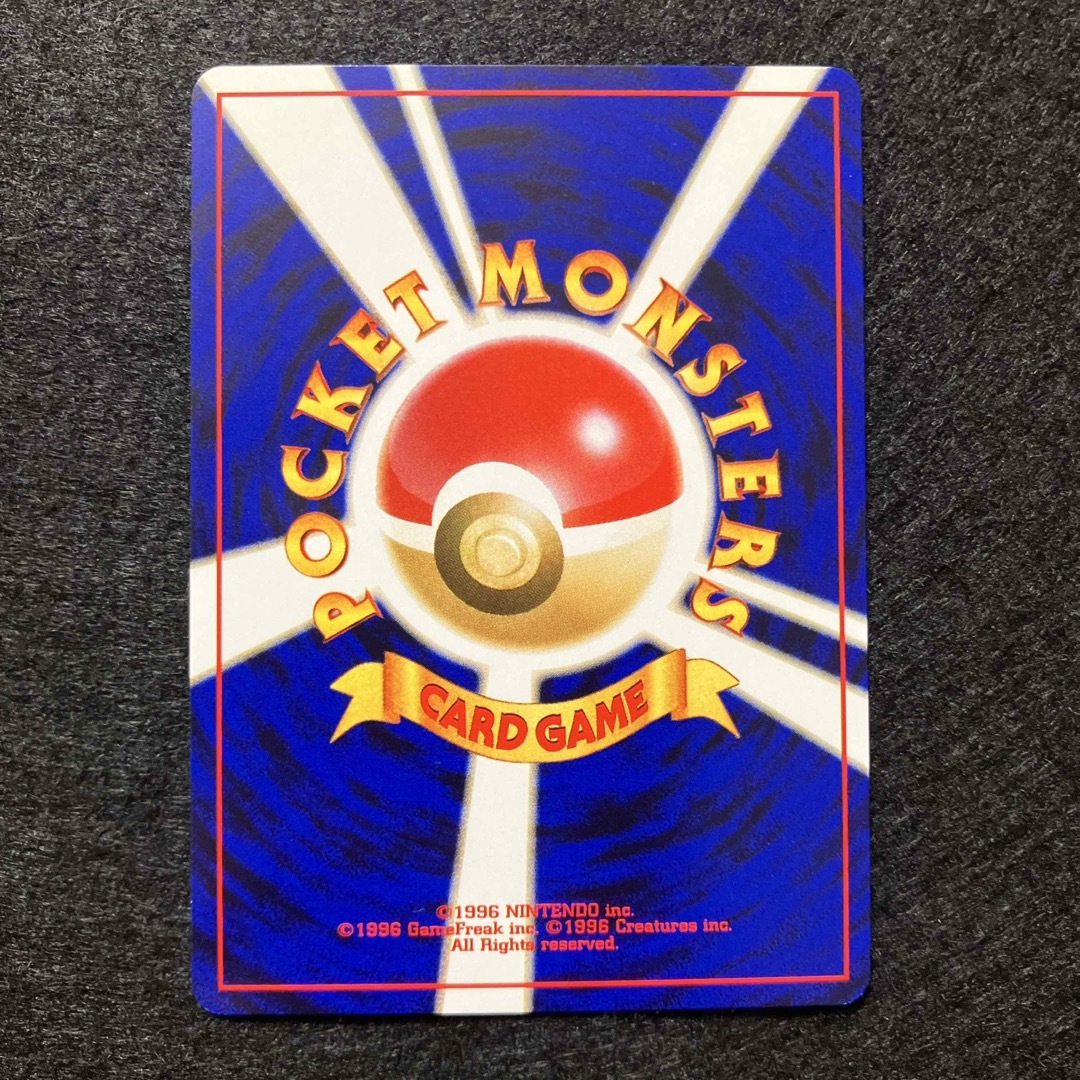 POCKET MONSTERS
CARD GAME
©1996 NINTENDO inc.
©1996 GameFreak inc. ©1996 Creatures inc.
All Rights reserved.